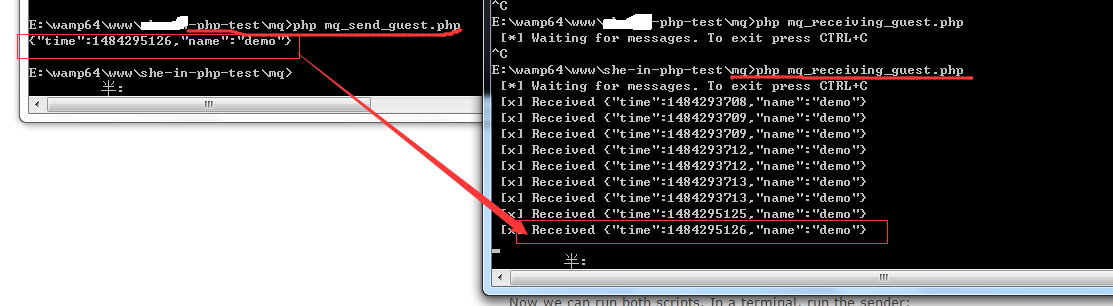 E:\wamp64\www\ -php-test\mq>php mq_send_guest.php
{"time":1484295126,"name":"demo"}
E:\wamp64\www\she-in-php-test\mq>
半:
^C
E:\wamp64\www\ -php-test\mq>php mq_receiving_guest.php
[*] Waiting for messages. To exit press CTRL+C
^C
E:\wamp64\www\she-in-php-test\mq>php mq_receiving_guest.php
[*] Waiting for messages. To exit press CTRL+C
[x] Received {"time":1484293708,"name":"demo"}
[x] Received {"time":1484293709,"name":"demo"}
[x] Received {"time":1484293709,"name":"demo"}
[x] Received {"time":1484293712,"name":"demo"}
[x] Received {"time":1484293712,"name":"demo"}
[x] Received {"time":1484293713,"name":"demo"}
[x] Received {"time":1484293713,"name":"demo"}
[x] Received {"time":1484295125,"name":"demo"}
[x] Received {"time":1484295126,"name":"demo"}
半:
Now we can run both scripts. In a terminal, run the sender: